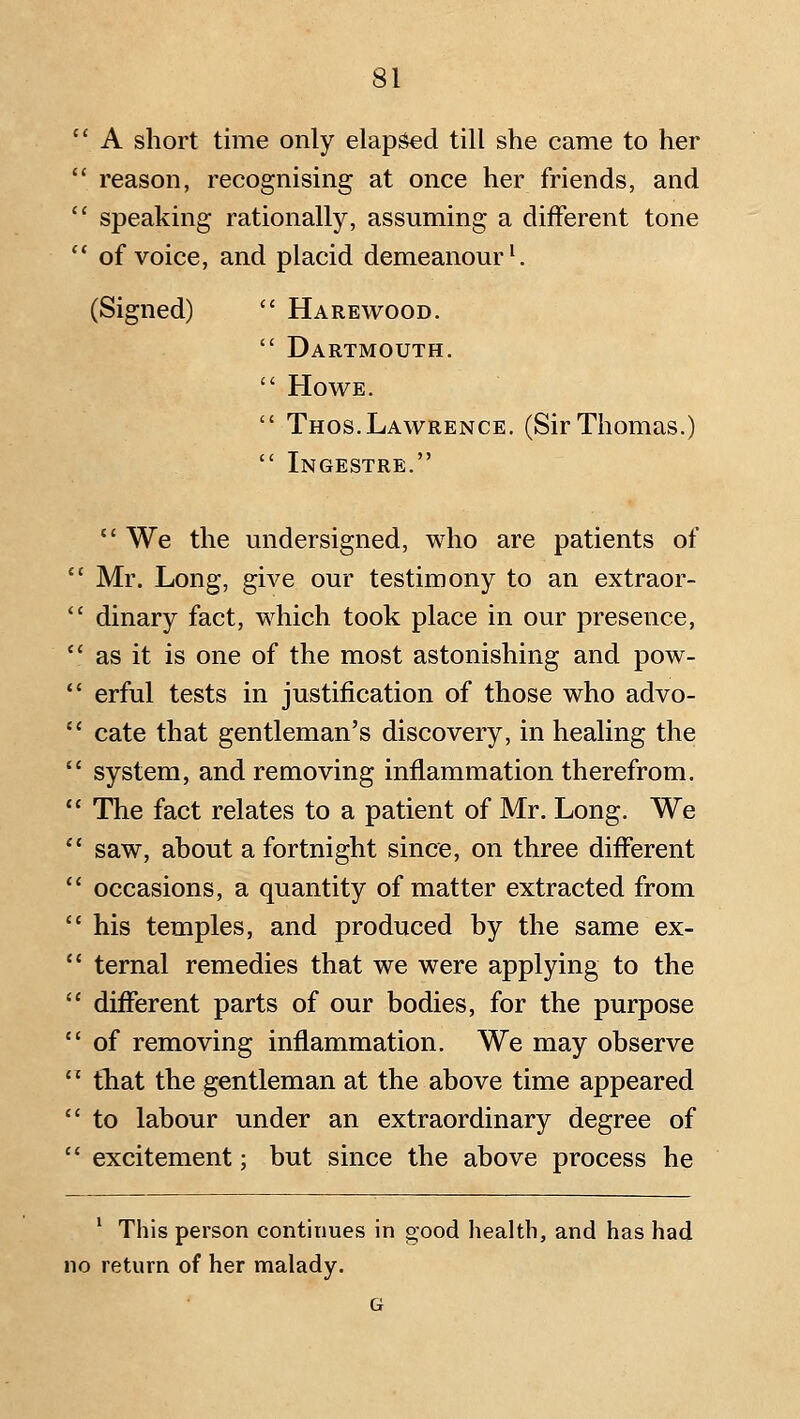 81
“ A short time only elapsed till she came to her
“ reason, recognising at once her friends, and
“ speaking rationally, assuming a different tone
“ of voice, and placid demeanour¹.
(Signed) “ Harewood.
“ Dartmouth.
“ Howe.
“ Thos. Lawrence. (Sir Thomas.)
“ Ingestre.”
“ We the undersigned, who are patients of
“ Mr. Long, give our testimony to an extraor-
“ dinary fact, which took place in our presence,
“ as it is one of the most astonishing and pow-
“ erful tests in justification of those who advo-
“ cate that gentleman’s discovery, in healing the
“ system, and removing inflammation therefrom.
“ The fact relates to a patient of Mr. Long. We
“ saw, about a fortnight since, on three different
“ occasions, a quantity of matter extracted from
“ his temples, and produced by the same ex-
“ ternal remedies that we were applying to the
“ different parts of our bodies, for the purpose
“ of removing inflammation. We may observe
“ that the gentleman at the above time appeared
“ to labour under an extraordinary degree of
“ excitement; but since the above process he
¹ This person continues in good health, and has had
no return of her malady.
G